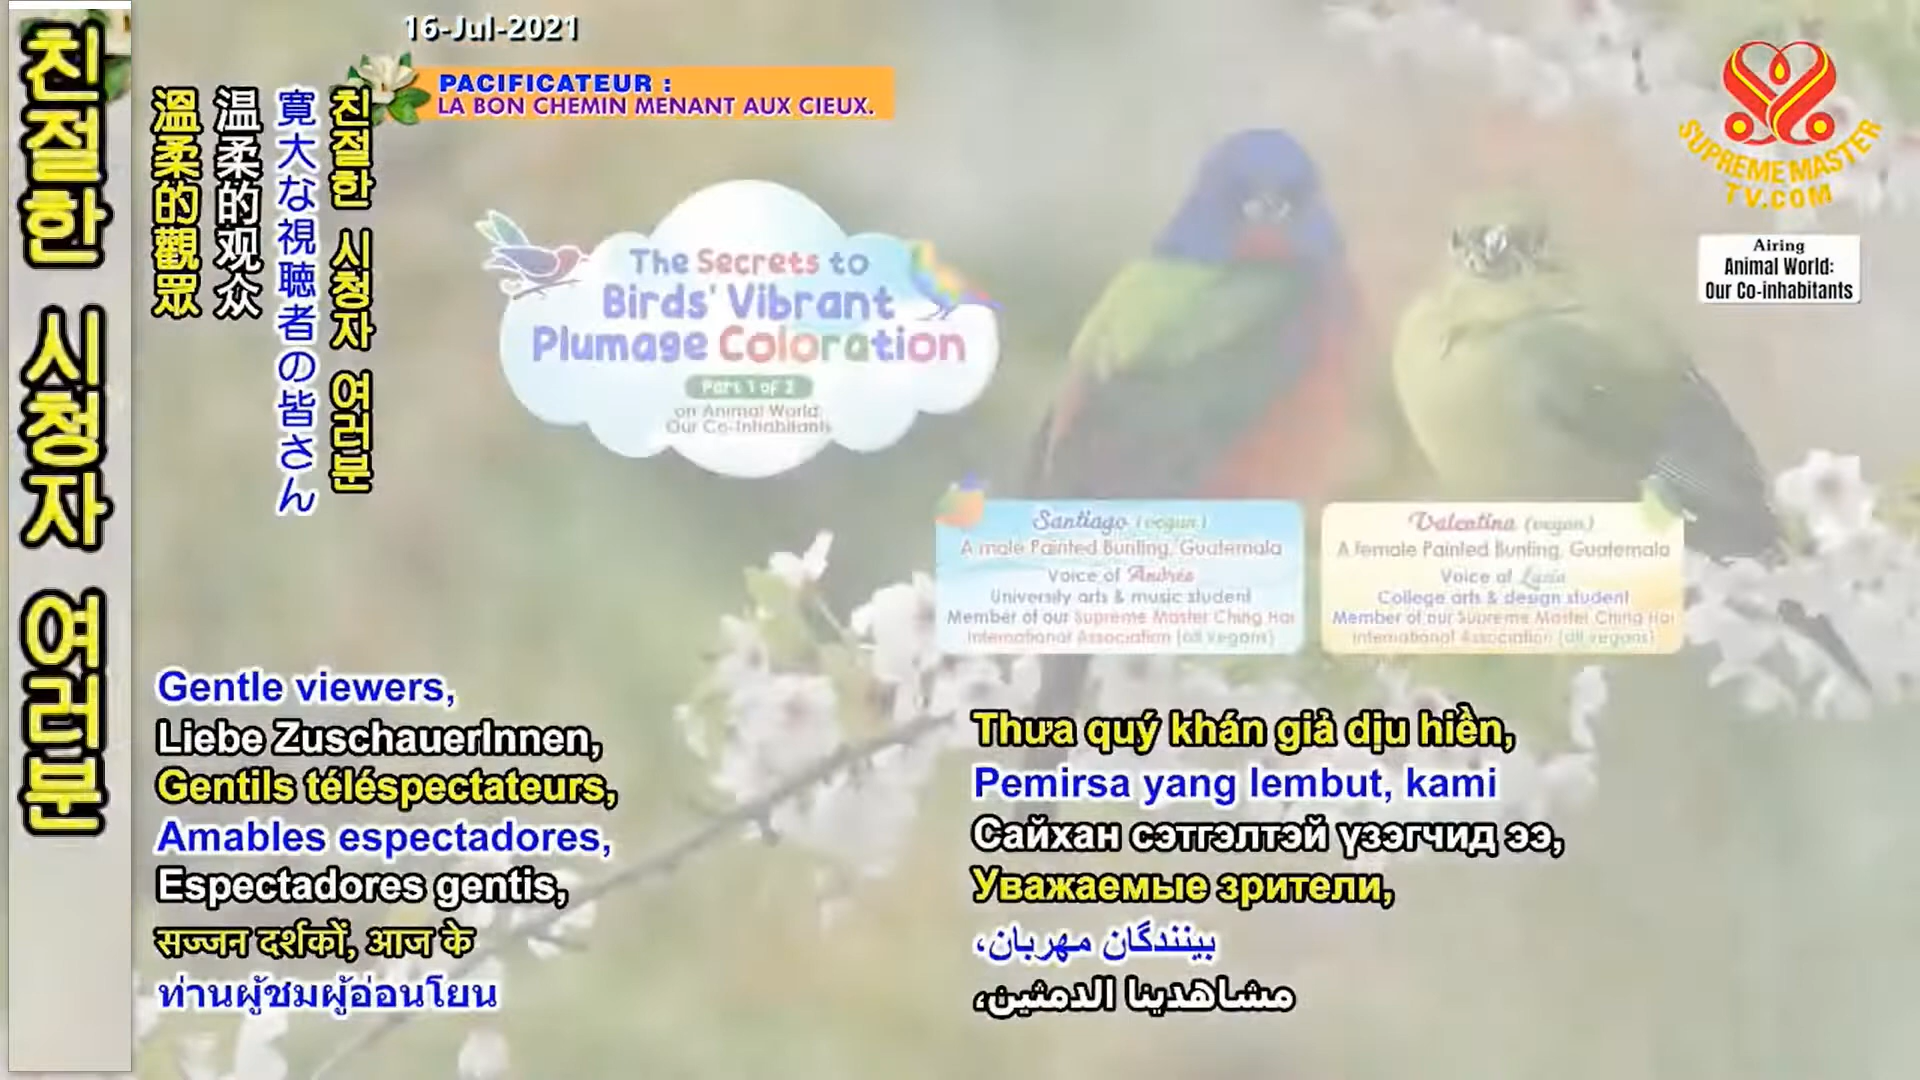 친절한 시청자 여러분
16-Jul-2021
PACIFICATEUR :
LA BON CHEMIN MENANT AUX CIEUX.
溫柔的觀眾
温柔的观众
寛大な視聴者の皆さん
친절한 시청자 여러분
The Secrets to
Birds' Vibrant
Plumage Coloration
Part 1 of 2
on Animal World:
Our Co-inhabitants
SUPREME MASTER
TV.COM
Airing
Animal World:
Our Co-inhabitants
Santiago (vegan)
A male Painted Bunting, Guatemala
Voice of Andrés
University arts & music student
Member of our Supreme Master Ching Hai
International Association (all vegans)
Valentina (vegan)
A female Painted Bunting, Guatemala
Voice of Lucía
College arts & design student
Member of our Supreme Master Ching Hai
International Association (all vegans)
Gentle viewers,
Liebe ZuschauerInnen,
Gentils téléspectateurs,
Amables espectadores,
Espectadores gentis,
सज्जन दर्शकों, आज के
ท่านผู้ชมผู้อ่อนโยน
Thưa quý khán giả dịu hiền,
Pemirsa yang lembut, kami
Сайхан сэтгэлтэй үзэгчид ээ,
Уважаемые зрители,
بینندگان مهربان،
مشاهدينا الدمثين،